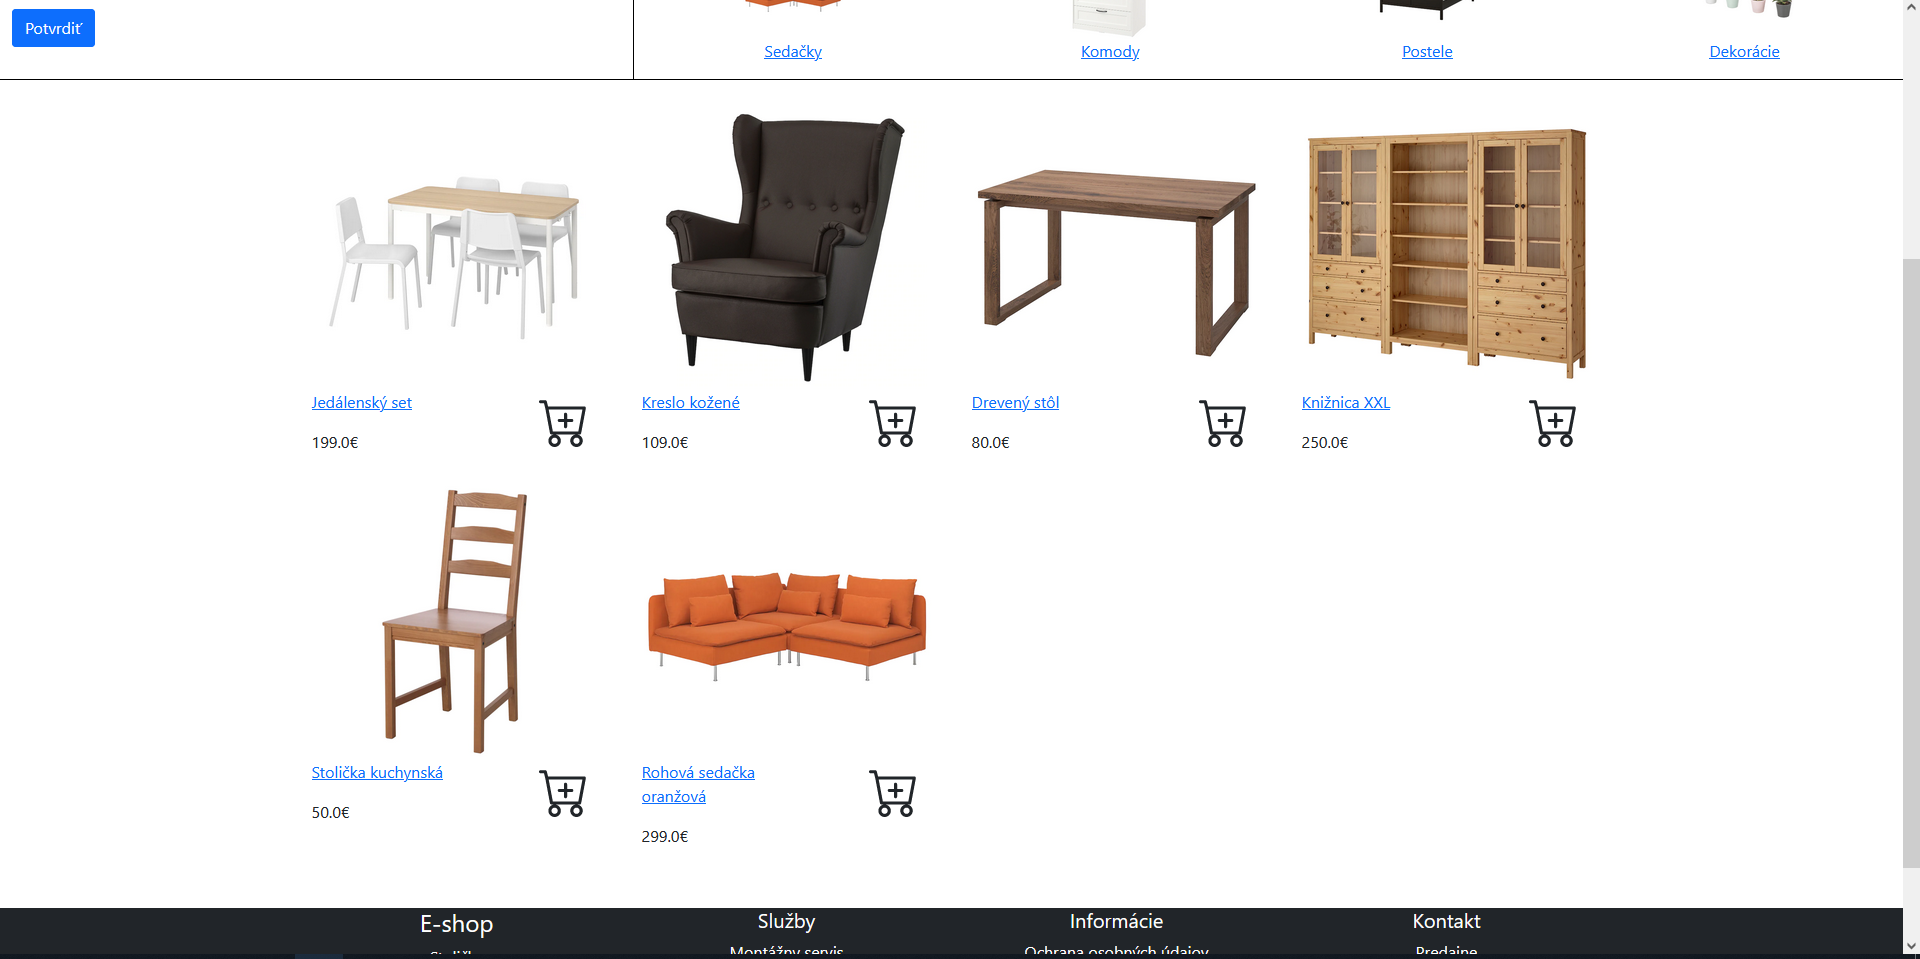 Potvrdiť
Sedačky
Komody
Postele
Dekorácie
Jedálenský set
199.0€
Kreslo kožené
109.0€
Drevený stôl
80.0€
Knižnica XXL
250.0€
Stolička kuchynská
50.0€
Rohová sedačka
oranžová
299.0€
E-shop
Služby
Informácie
Kontakt
Montážny servis
Ochrana osobných údajov
Predajne